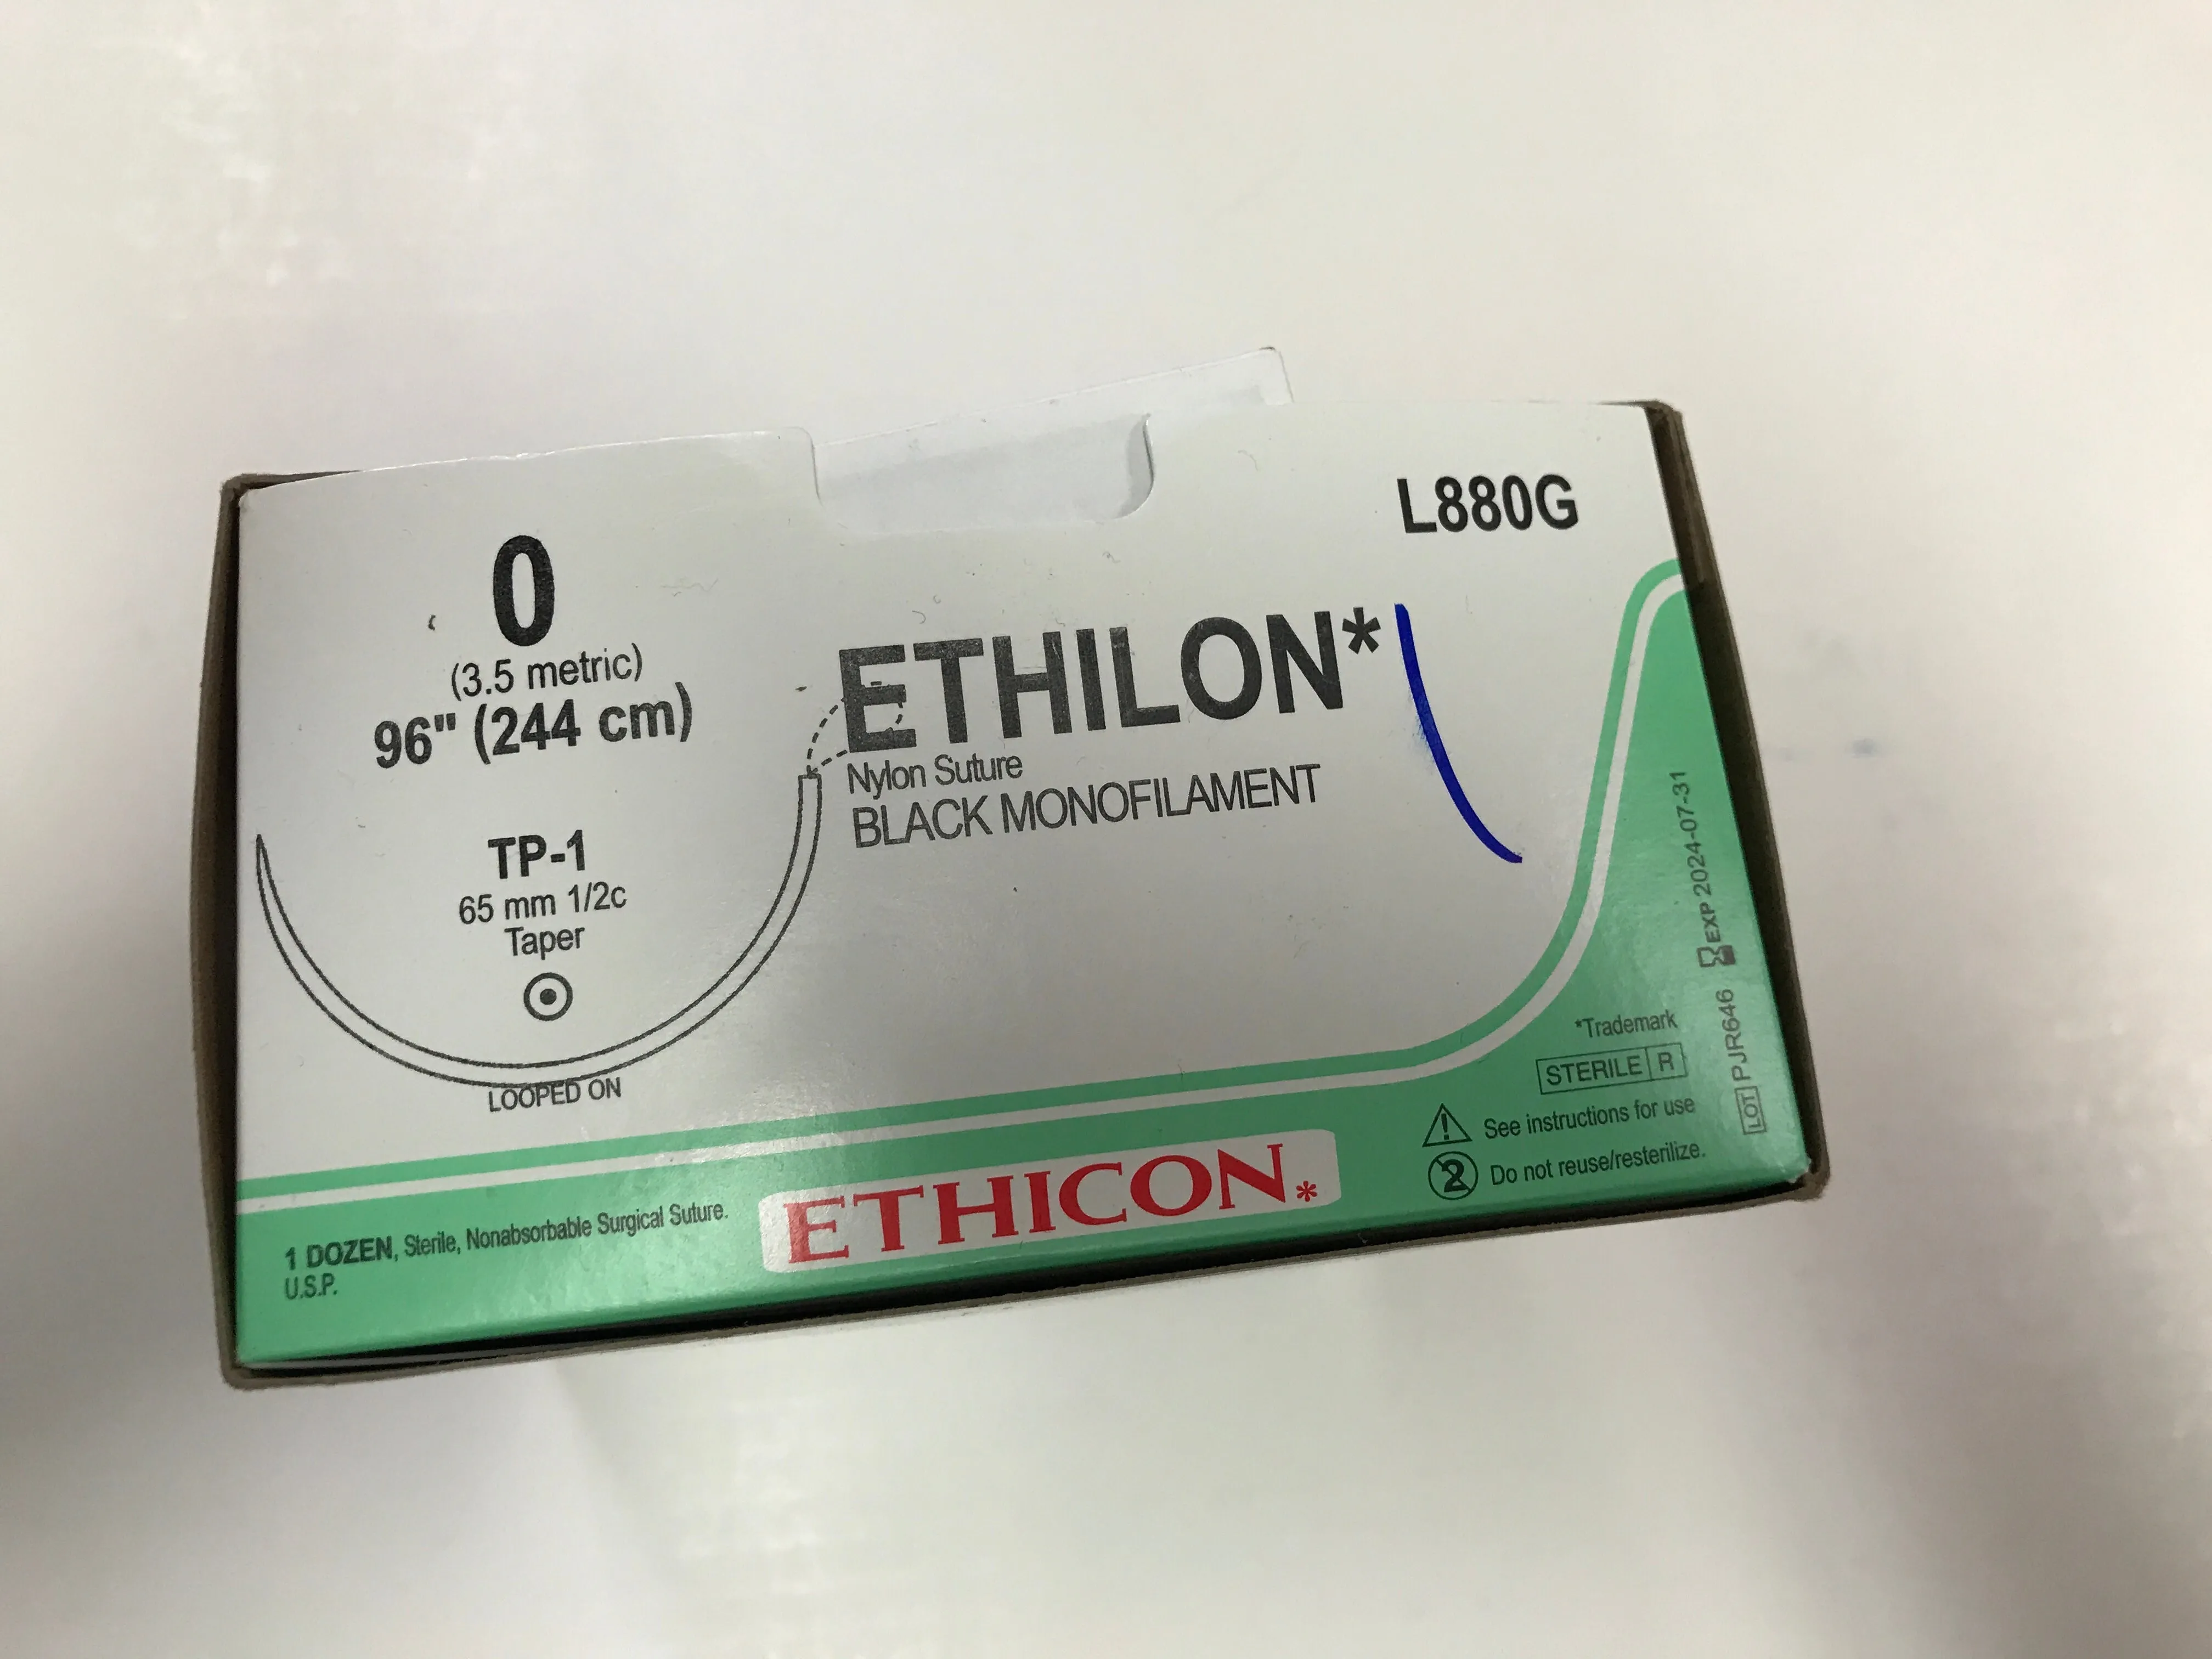 L880G
0
(3.5 metric)
96" (244 cm)
TP-1
65 mm 1/2c
Taper
LOOPED ON
ETHILON*
Nylon Suture
BLACK MONOFILAMENT
1 DOZEN, Sterile, Nonabsorbable Surgical Suture.
U.S.P.
ETHICON*
*Trademark
STERILE R
See instructions for use
2 Do not reuse/resterilize.
LOT PJR646 EXP 2024-07-31